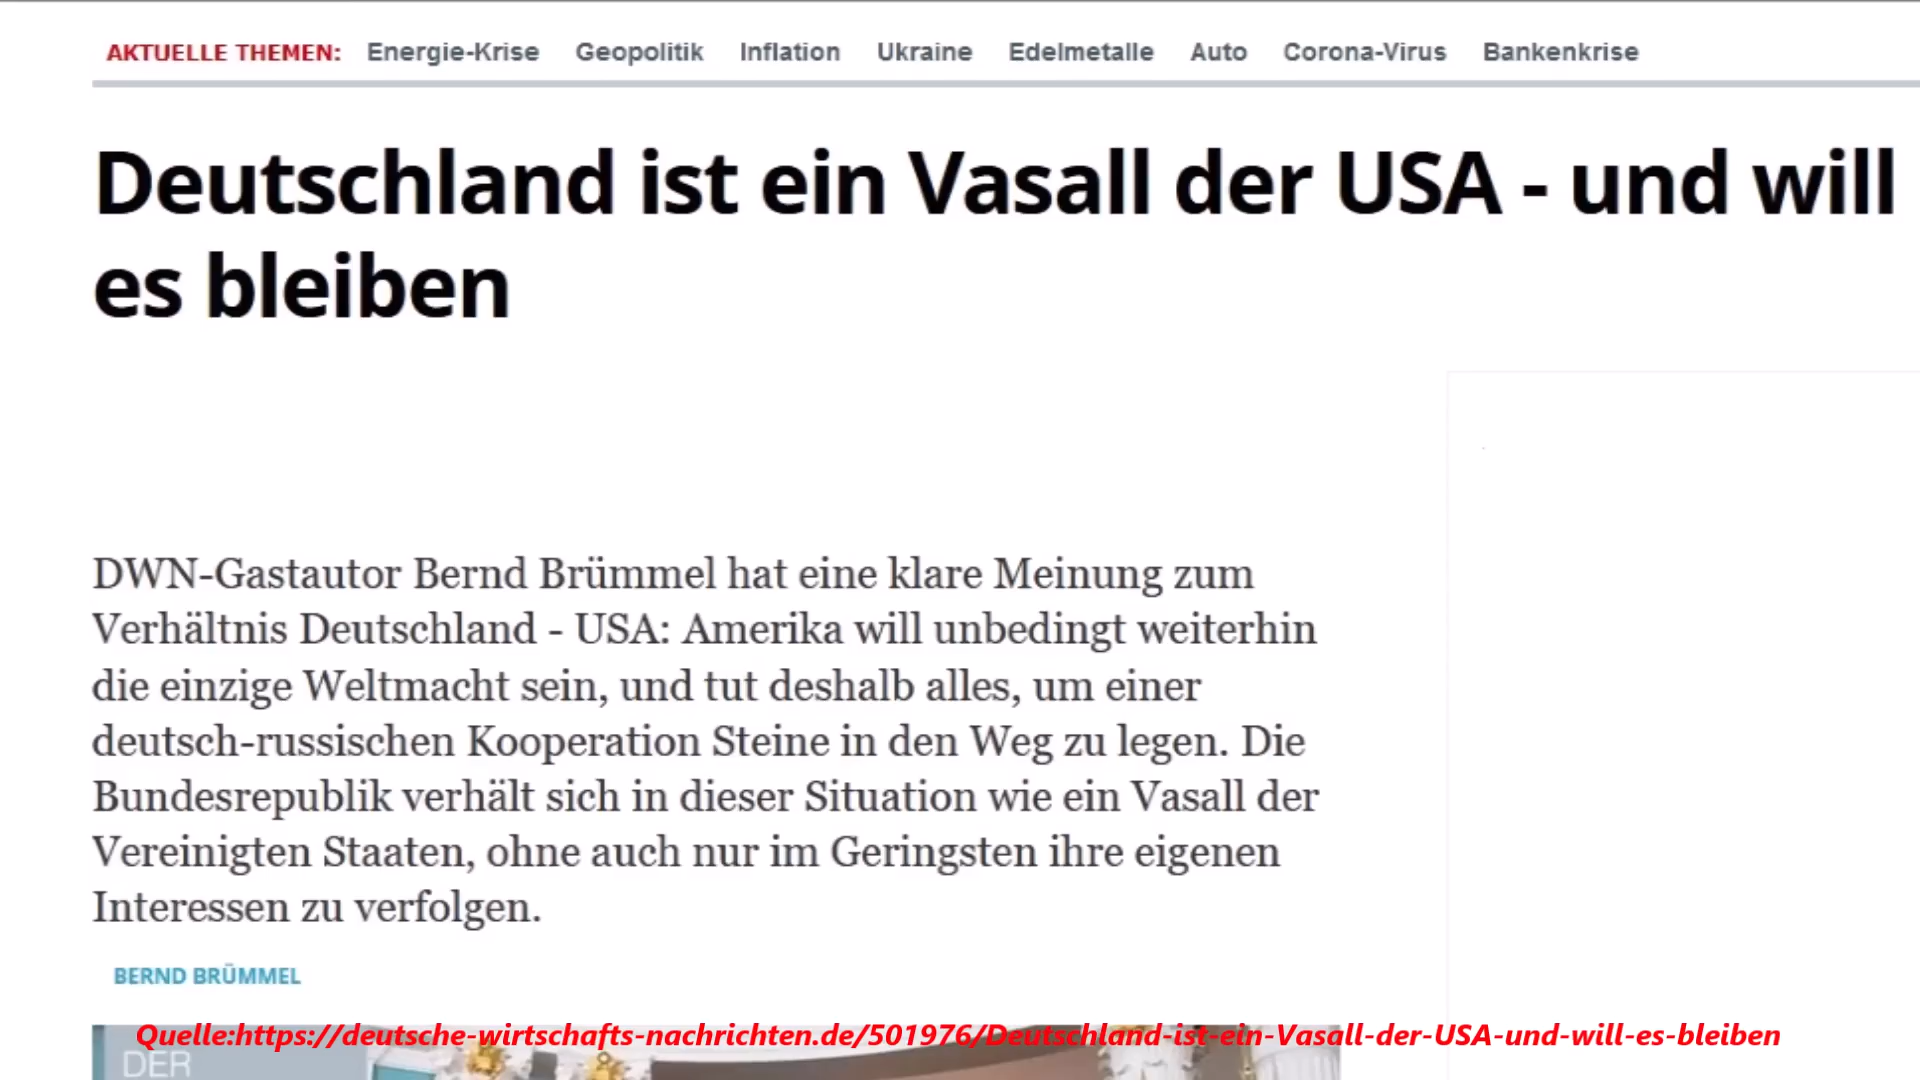 AKTUELLE THEMEN: Energie-Krise Geopolitik Inflation Ukraine Edelmetalle Auto Corona-Virus Bankenkrise
Deutschland ist ein Vasall der USA - und will
es bleiben
DWN-Gastautor Bernd Brümmel hat eine klare Meinung zum
Verhältnis Deutschland - USA: Amerika will unbedingt weiterhin
die einzige Weltmacht sein, und tut deshalb alles, um einer
deutsch-russischen Kooperation Steine in den Weg zu legen. Die
Bundesrepublik verhält sich in dieser Situation wie ein Vasall der
Vereinigten Staaten, ohne auch nur im Geringsten ihre eigenen
Interessen zu verfolgen.
BERND BRÜMMEL
Quelle:https://deutsche-wirtschafts-nachrichten.de/501976/Deutschland-ist-ein-Vasall-der-USA-und-will-es-bleiben
DER